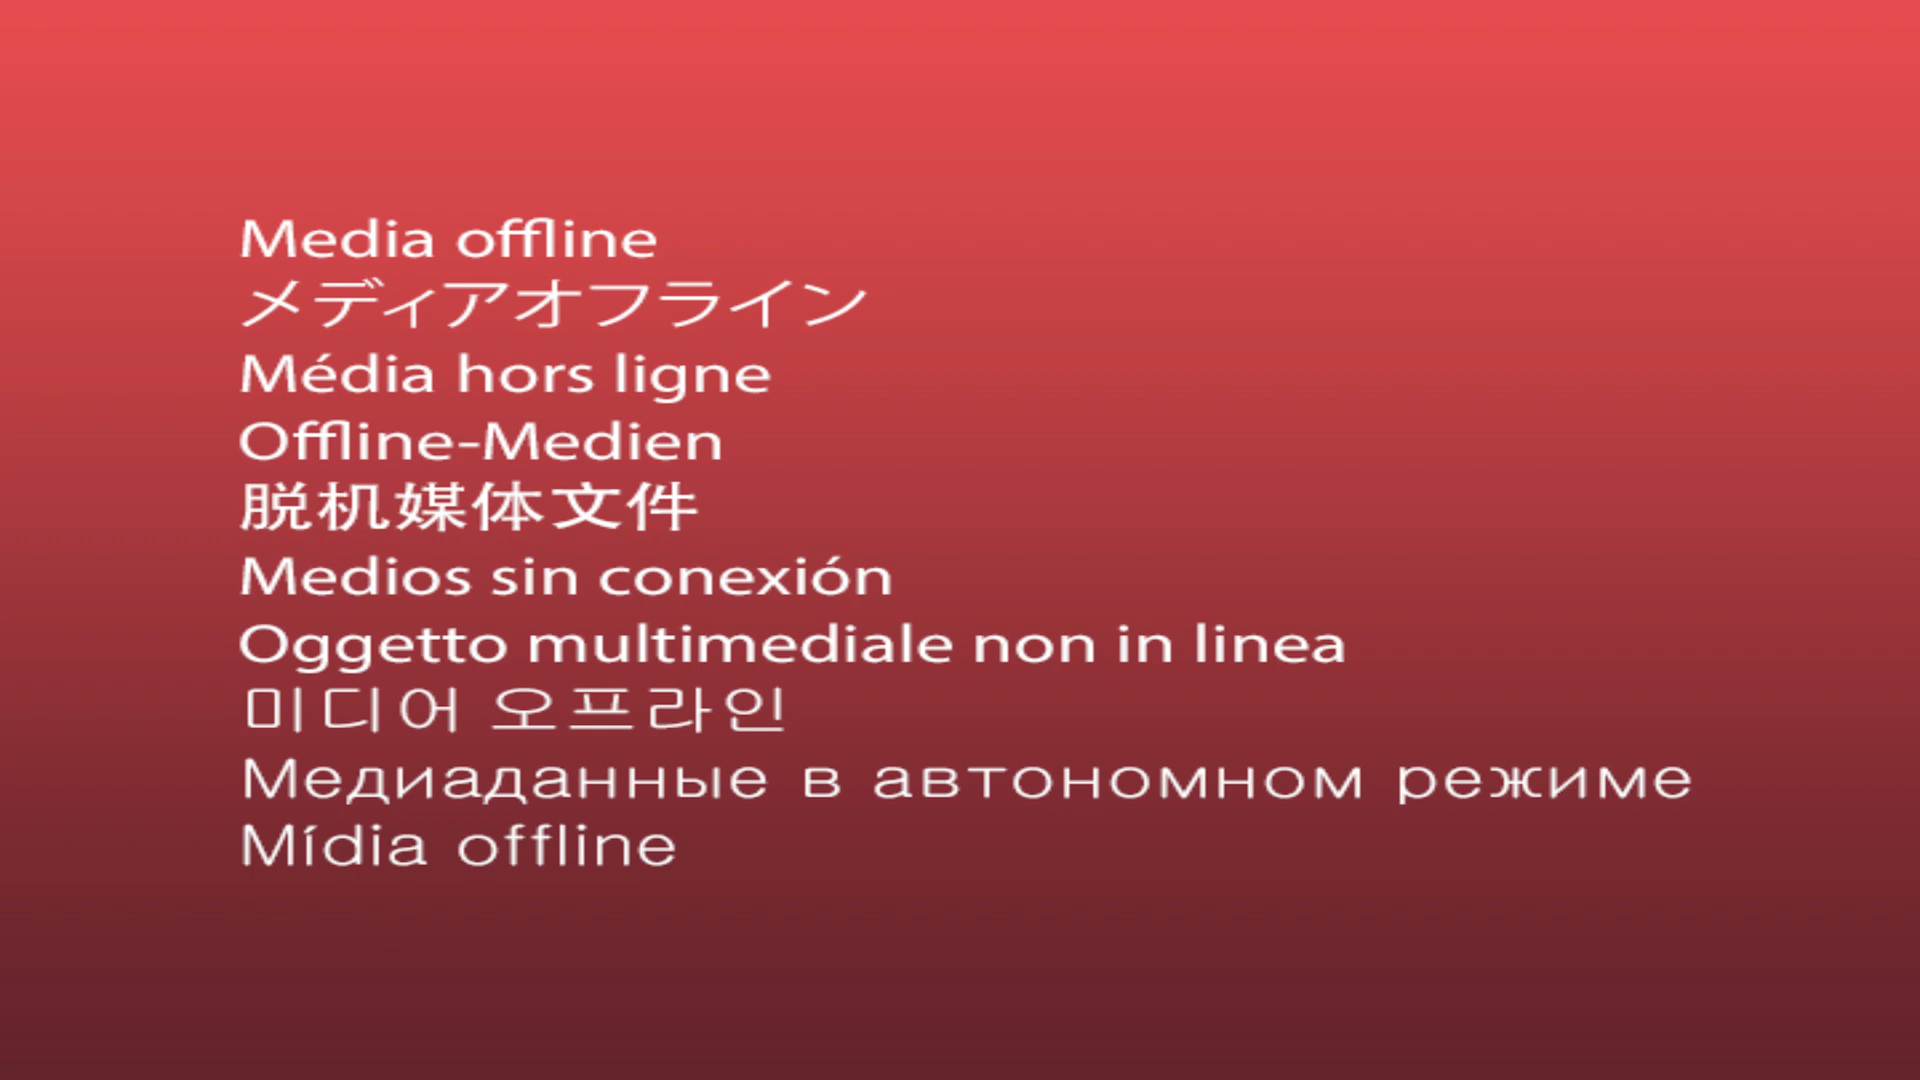 Media offline
メディアオフライン
Média hors ligne
Offline-Medien
脱机媒体文件
Medios sin conexión
Oggetto multimediale non in linea
미디어 오프라인
Медиаданные в автономном режиме
Mídia offline